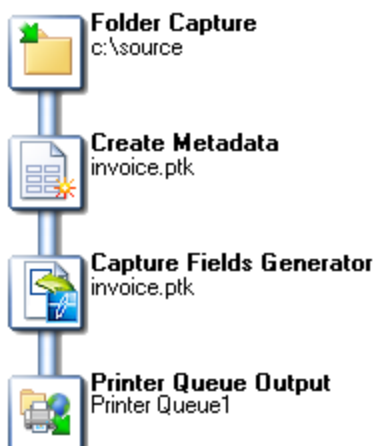 Folder Capture
c:\source
Create Metadata
invoice.ptk
Capture Fields Generator
invoice.ptk
Printer Queue Output
Printer Queue1